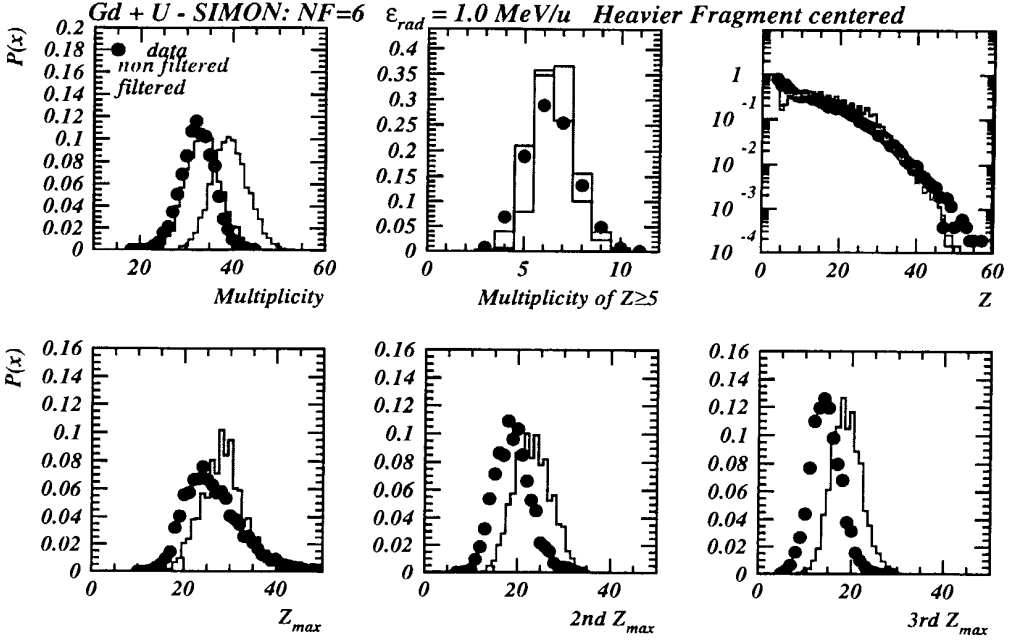 Gd + U - SIMON: NF=6 ε_rad = 1.0 MeV/u Heavier Fragment centered
P(x)
0.2
0.18
0.16
0.14
0.12
0.1
0.08
0.06
0.04
0.02
0
data
non filtered
filtered
20 40 60
Multiplicity
0.4
0.35
0.3
0.25
0.2
0.15
0.1
0.05
0
0 5 10
Multiplicity of Z≥5
1
10 -1
10 -2
10 -3
10 -4
10
0 20 40 60
Z
P(x)
0.16
0.14
0.12
0.1
0.08
0.06
0.04
0.02
0
0 20 40
Z_max
0.16
0.14
0.12
0.1
0.08
0.06
0.04
0.02
0
0 20 40
2nd Z_max
0.16
0.14
0.12
0.1
0.08
0.06
0.04
0.02
0
0 20 40
3rd Z_max